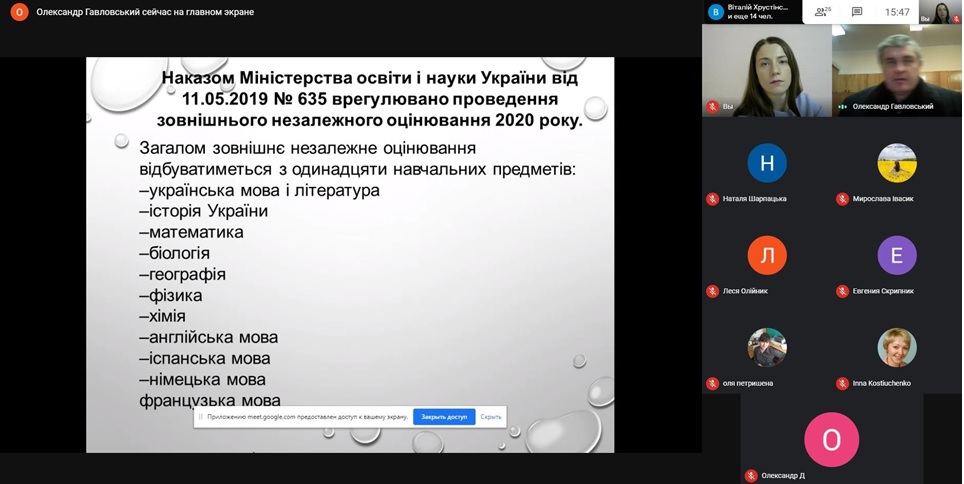 О
Олександр Гавловський сейчас на главном экране
В
Віталій Хрустінс...
и еще 14 чел.
25
15:47
Вы
Наказом Міністерства освіти і науки України від
11.05.2019 № 635 врегульовано проведення
зовнішнього незалежного оцінювання 2020 року.
Загалом зовнішнє незалежне оцінювання
відбуватиметься з одинадцяти навчальних предметів:
–українська мова і література
–історія України
–математика
–біологія
–географія
–фізика
–хімія
–англійська мова
–іспанська мова
–німецька мова
французька мова
Приложению meet.google.com предоставлен доступ к вашему экрану.
Закрыть доступ
Скрыть
Вы
Олександр Гавловський
Н
Наталя Шарпацька
Мирослава Івасик
Л
Леся Олійник
Е
Евгения Скрипник
оля петришена
Inna Kostiuchenko
О
Олександр Д